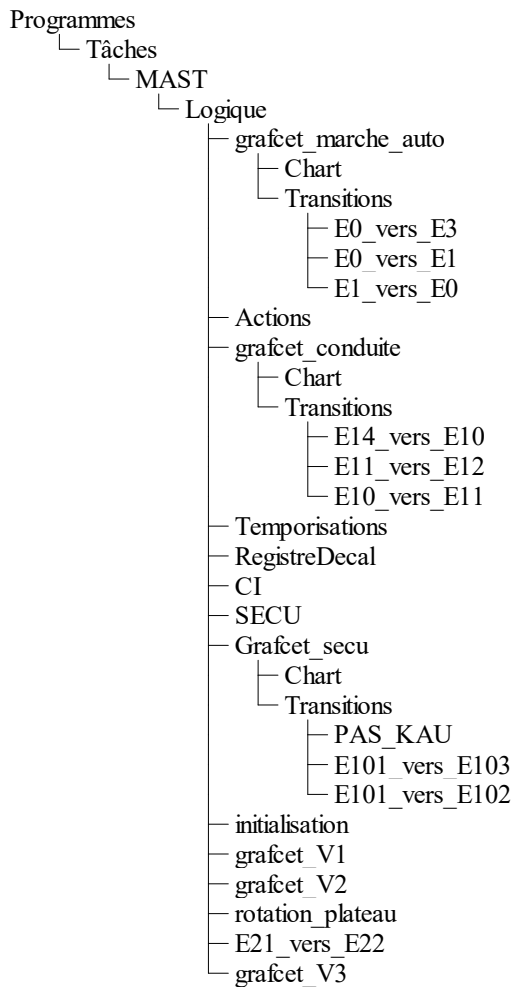 Programmes
Tâches
MAST
Logique
grafcet_marche_auto
Chart
Transitions
E0_vers_E3
E0_vers_E1
E1_vers_E0
Actions
grafcet_conduite
Chart
Transitions
E14_vers_E10
E11_vers_E12
E10_vers_E11
Temporisations
RegistreDecal
CI
SECU
Grafcet_secu
Chart
Transitions
PAS_KAU
E101_vers_E103
E101_vers_E102
initialisation
grafcet_V1
grafcet_V2
rotation_plateau
E21_vers_E22
grafcet_V3